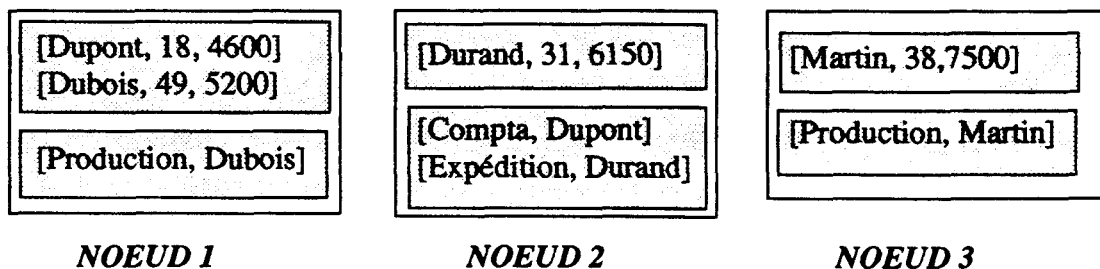 [Dupont, 18, 4600]
[Dubois, 49, 5200]
[Production, Dubois]
NOEUD 1
[Durand, 31, 6150]
[Compta, Dupont]
[Expédition, Durand]
NOEUD 2
[Martin, 38,7500]
[Production, Martin]
NOEUD 3